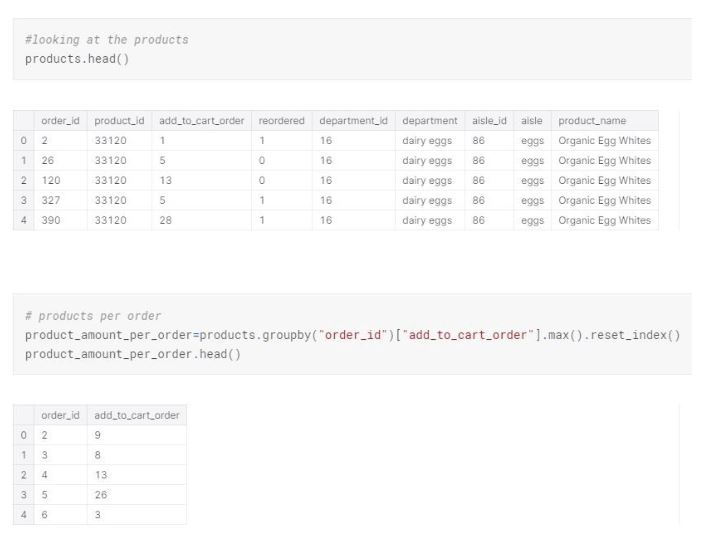 #looking at the products
products.head()
order_id product_id add_to_cart_order reordered department_id department aisle_id aisle product_name
0 2 33120 1 1 16 dairy eggs 86 eggs Organic Egg Whites
1 26 33120 5 0 16 dairy eggs 86 eggs Organic Egg Whites
2 120 33120 13 0 16 dairy eggs 86 eggs Organic Egg Whites
3 327 33120 5 1 16 dairy eggs 86 eggs Organic Egg Whites
4 390 33120 28 1 16 dairy eggs 86 eggs Organic Egg Whites
# products per order
product_amount_per_order=products.groupby("order_id")["add_to_cart_order"].max().reset_index()
product_amount_per_order.head()
order_id add_to_cart_order
0 2 9
1 3 8
2 4 13
3 5 26
4 6 3